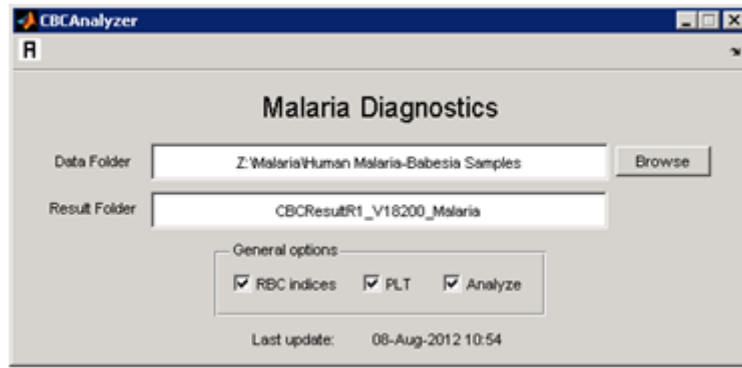 CBCAnalyzer
A
Malaria Diagnostics
Data Folder Z:\Malaria\Human Malaria-Babesia Samples Browse
Result Folder CBCResultR1_V18200_Malaria
General options
RBC indices PLT Analyze
Last update: 08-Aug-2012 10:54